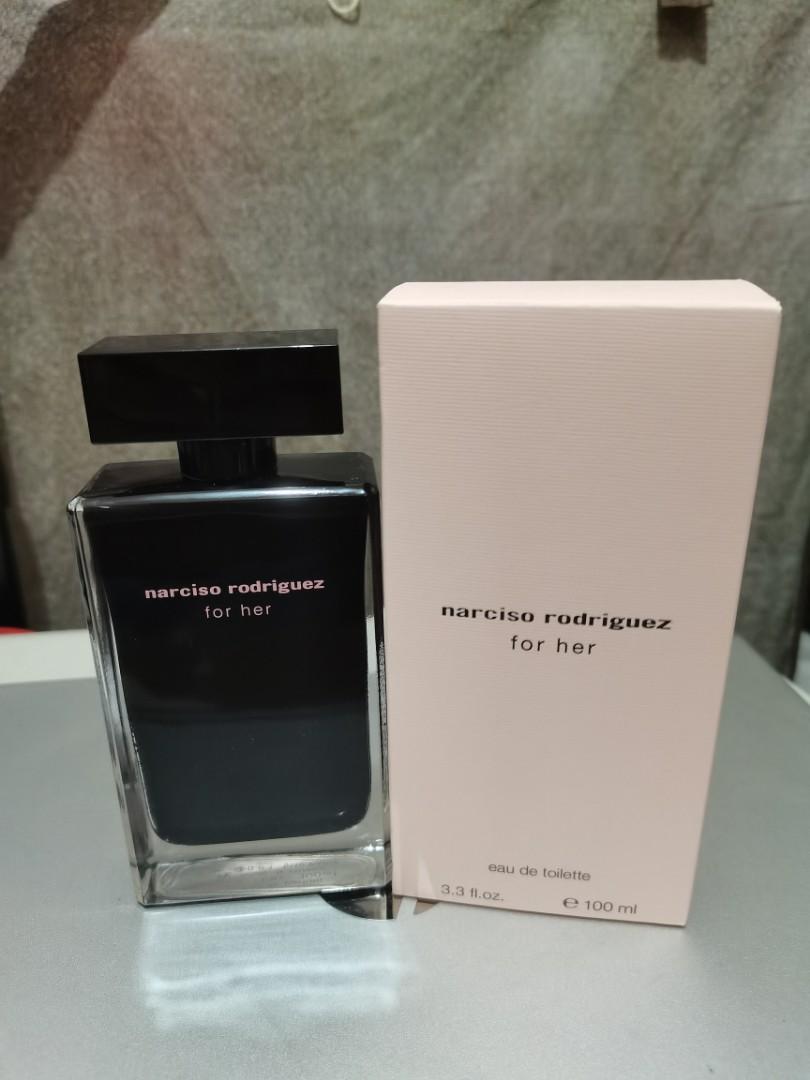 narciso rodriguez
for her
narciso rodriguez
for her
eau de toilette
3.3 fl.oz. e 100 ml